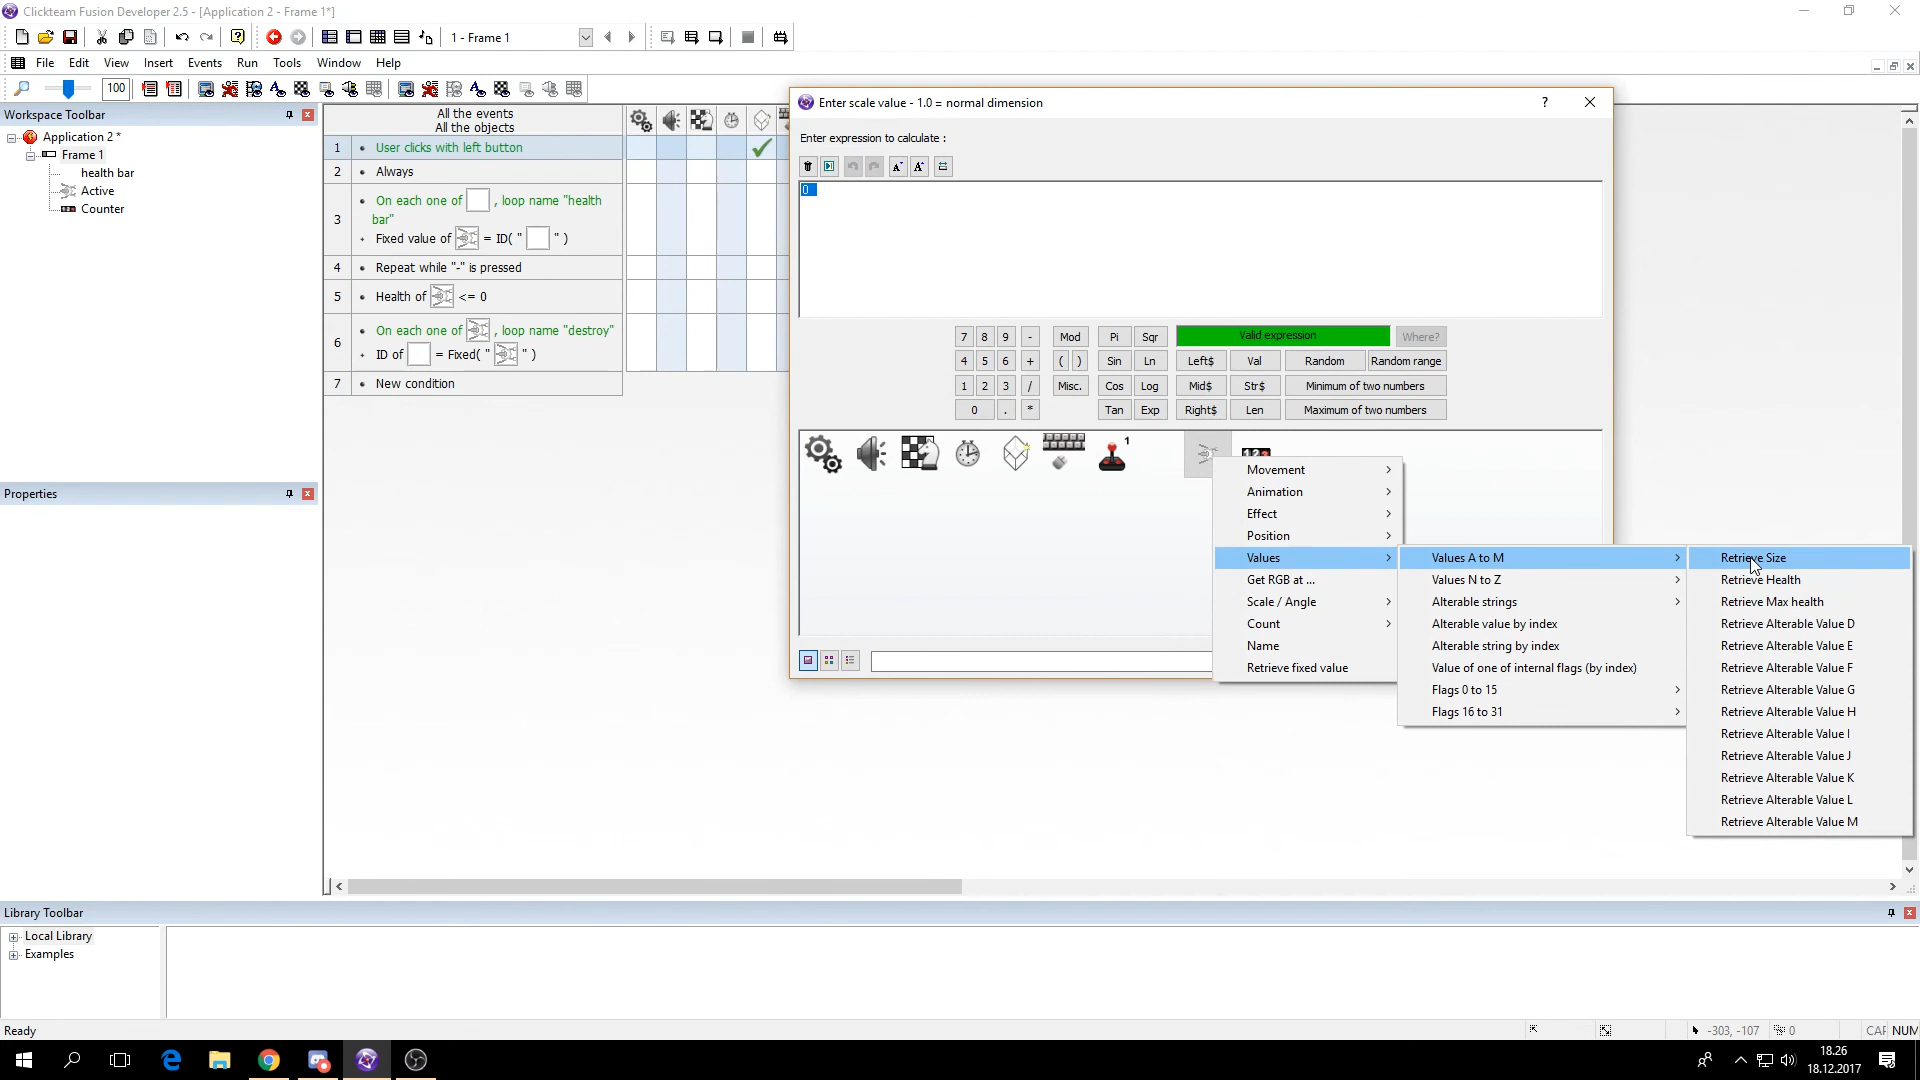 Clickteam Fusion Developer 2.5 - [Application 2 - Frame 1*]
1 - Frame 1
File Edit View Insert Events Run Tools Window Help
100
Workspace Toolbar
Application 2 *
Frame 1
health bar
Active
Counter
Properties
All the events
All the objects
1 • User clicks with left button
2 • Always
3 • On each one of , loop name "health bar"
+ Fixed value of = ID( " " )
4 • Repeat while "-" is pressed
5 • Health of <= 0
6 • On each one of , loop name "destroy"
+ ID of = Fixed( " " )
7 • New condition
Enter scale value - 1.0 = normal dimension
?
Enter expression to calculate :
0
7 8 9 - Mod Pi Sqr Valid expression Where?
4 5 6 + ( ) Sin Ln Left$ Val Random Random range
1 2 3 / Misc. Cos Log Mid$ Str$ Minimum of two numbers
0 . * Tan Exp Right$ Len Maximum of two numbers
1
Movement
Animation
Effect
Position
Values
Get RGB at ...
Scale / Angle
Count
Name
Retrieve fixed value
Values A to M
Values N to Z
Alterable strings
Alterable value by index
Alterable string by index
Value of one of internal flags (by index)
Flags 0 to 15
Flags 16 to 31
Retrieve Size
Retrieve Health
Retrieve Max health
Retrieve Alterable Value D
Retrieve Alterable Value E
Retrieve Alterable Value F
Retrieve Alterable Value G
Retrieve Alterable Value H
Retrieve Alterable Value I
Retrieve Alterable Value J
Retrieve Alterable Value K
Retrieve Alterable Value L
Retrieve Alterable Value M
Library Toolbar
Local Library
Examples
Ready
-303, -107
0
CAP NUM
18.26
18.12.2017